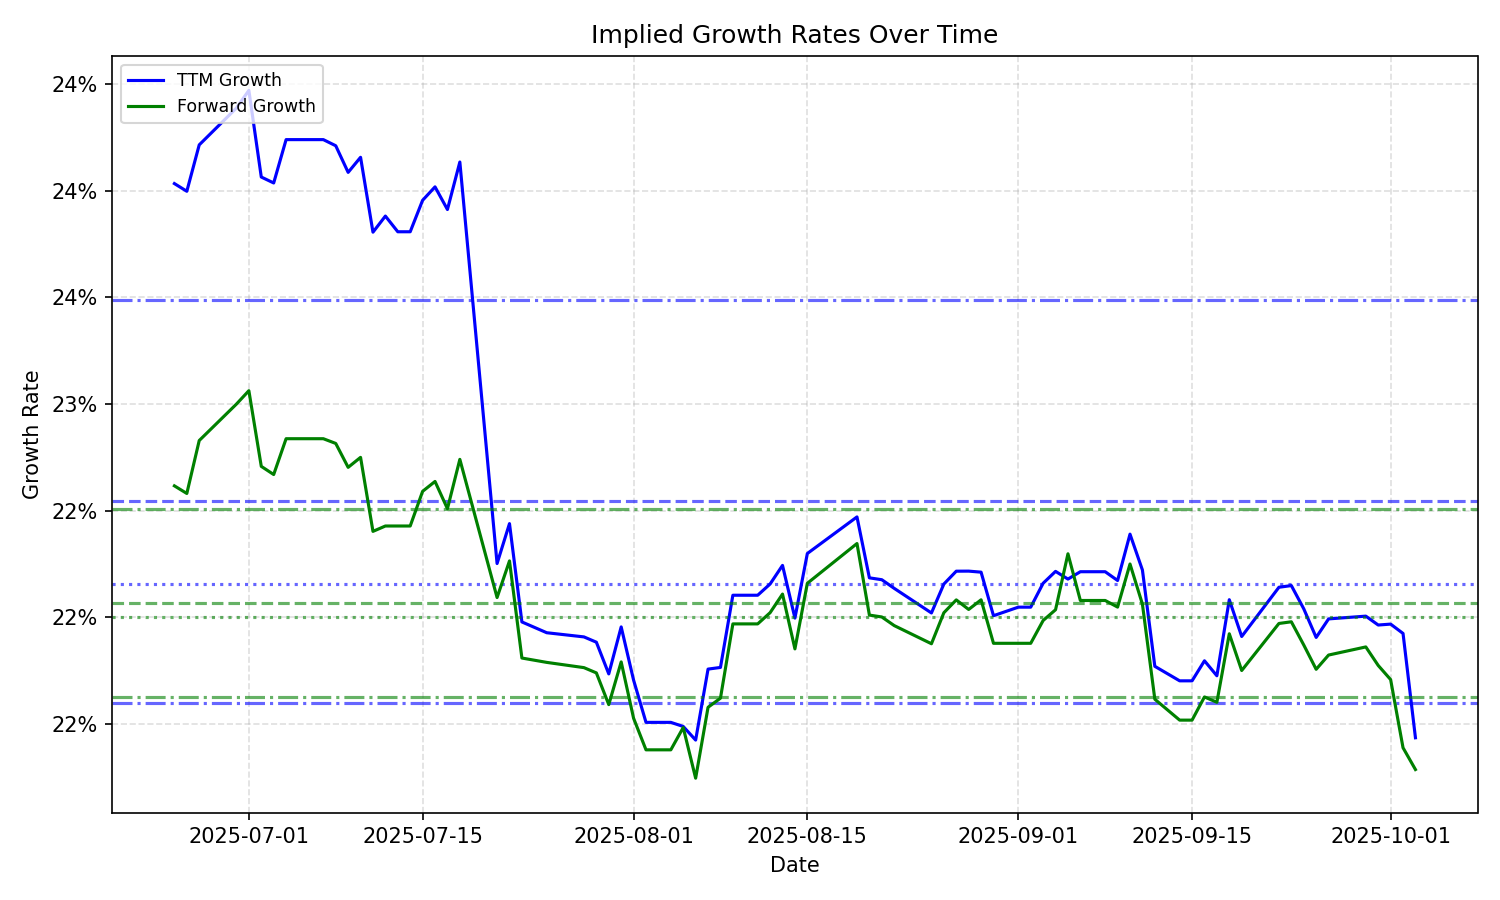 Implied Growth Rates Over Time
TTM Growth
Forward Growth
24%
24%
24%
23%
22%
22%
22%
Growth Rate
2025-07-01
2025-07-15
2025-08-01
2025-08-15
2025-09-01
2025-09-15
2025-10-01
Date